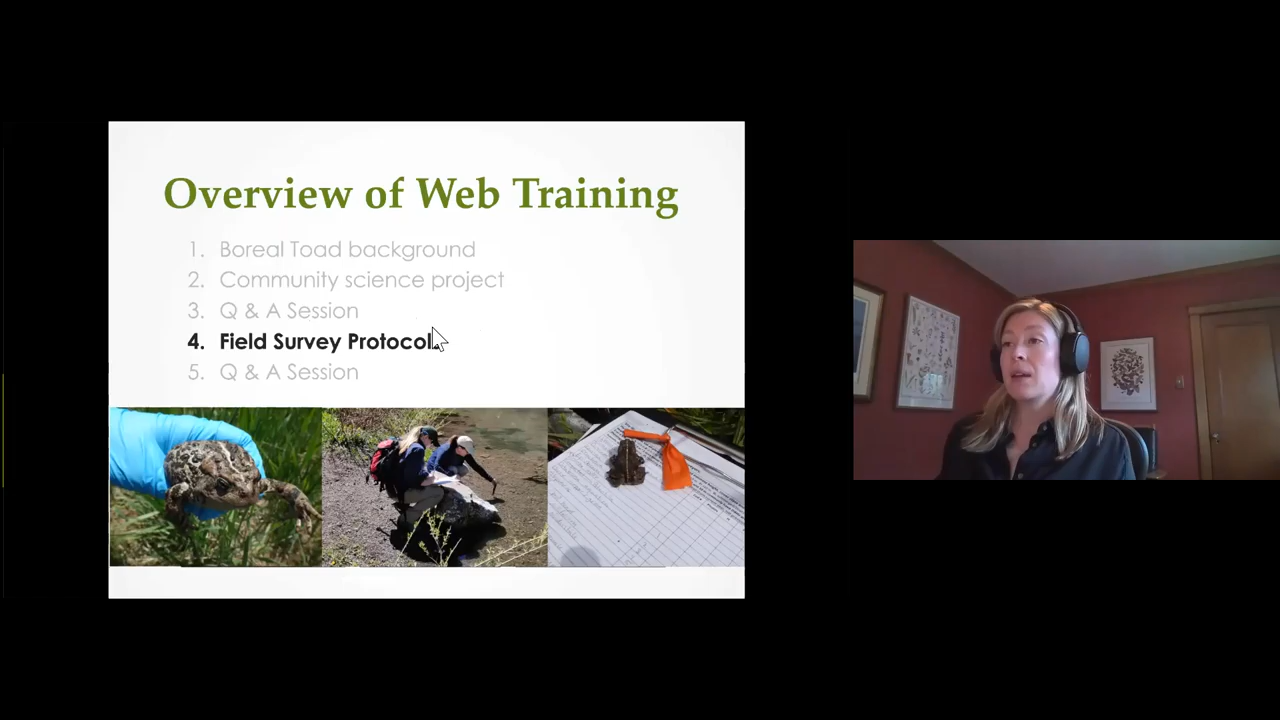 Overview of Web Training
1. Boreal Toad background
2. Community science project
3. Q & A Session
4. Field Survey Protocol
5. Q & A Session